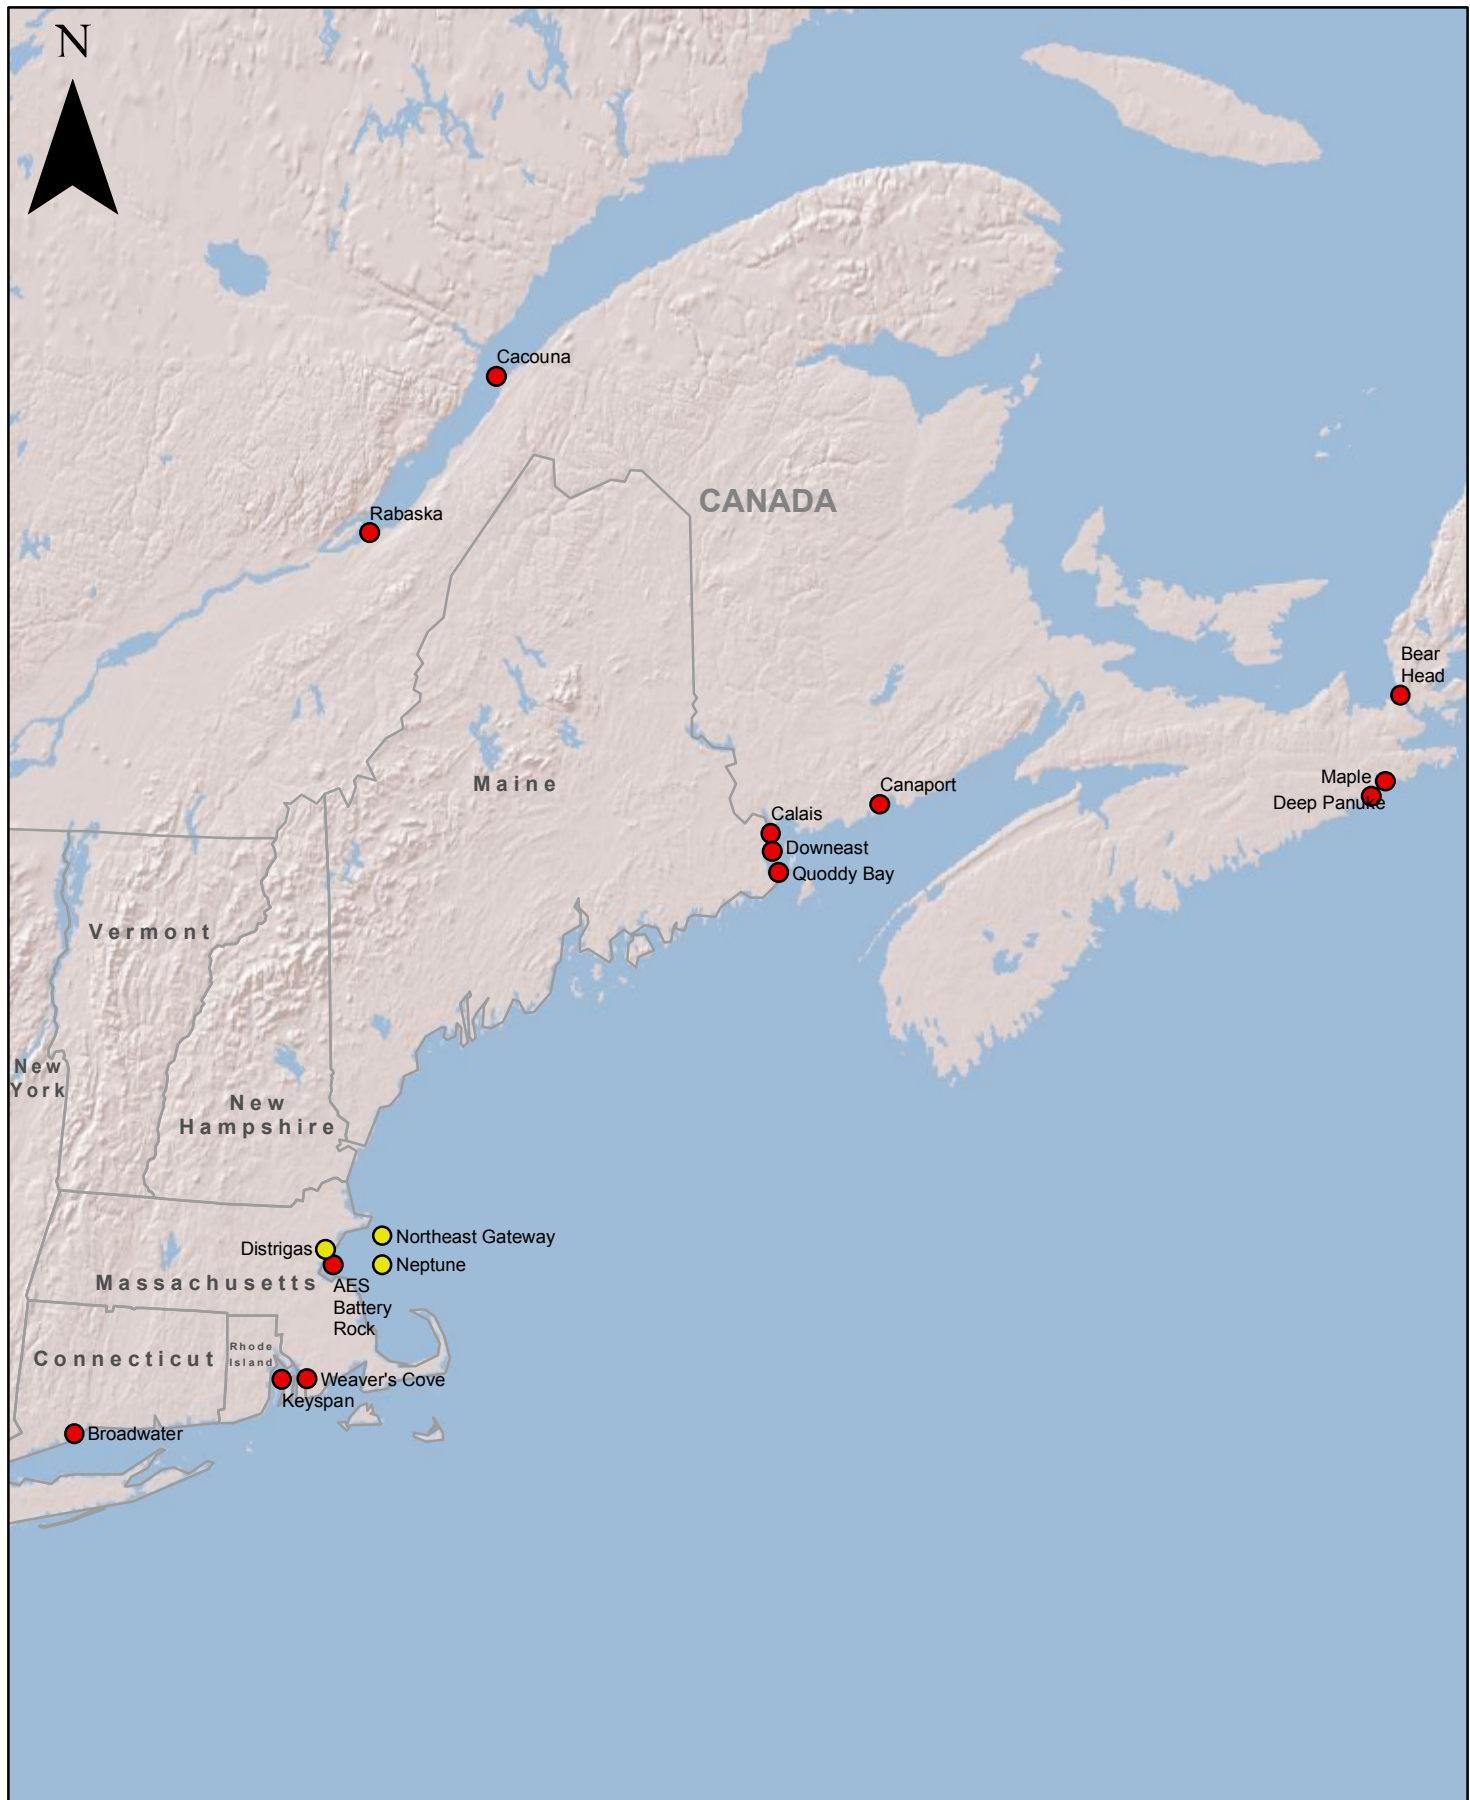 N
Cacouna
CANADA
Rabaska
Bear
Head
Maine
Maple
Canaport
Deep Panuke
Calais
Downeast
Quoddy Bay
Vermont
New
York
New
Hampshire
Northeast Gateway
Distrigas
Neptune
Massachusetts
AES
Battery
Rock
Rhode
Island
Connecticut
Weaver's Cove
Keyspan
Broadwater